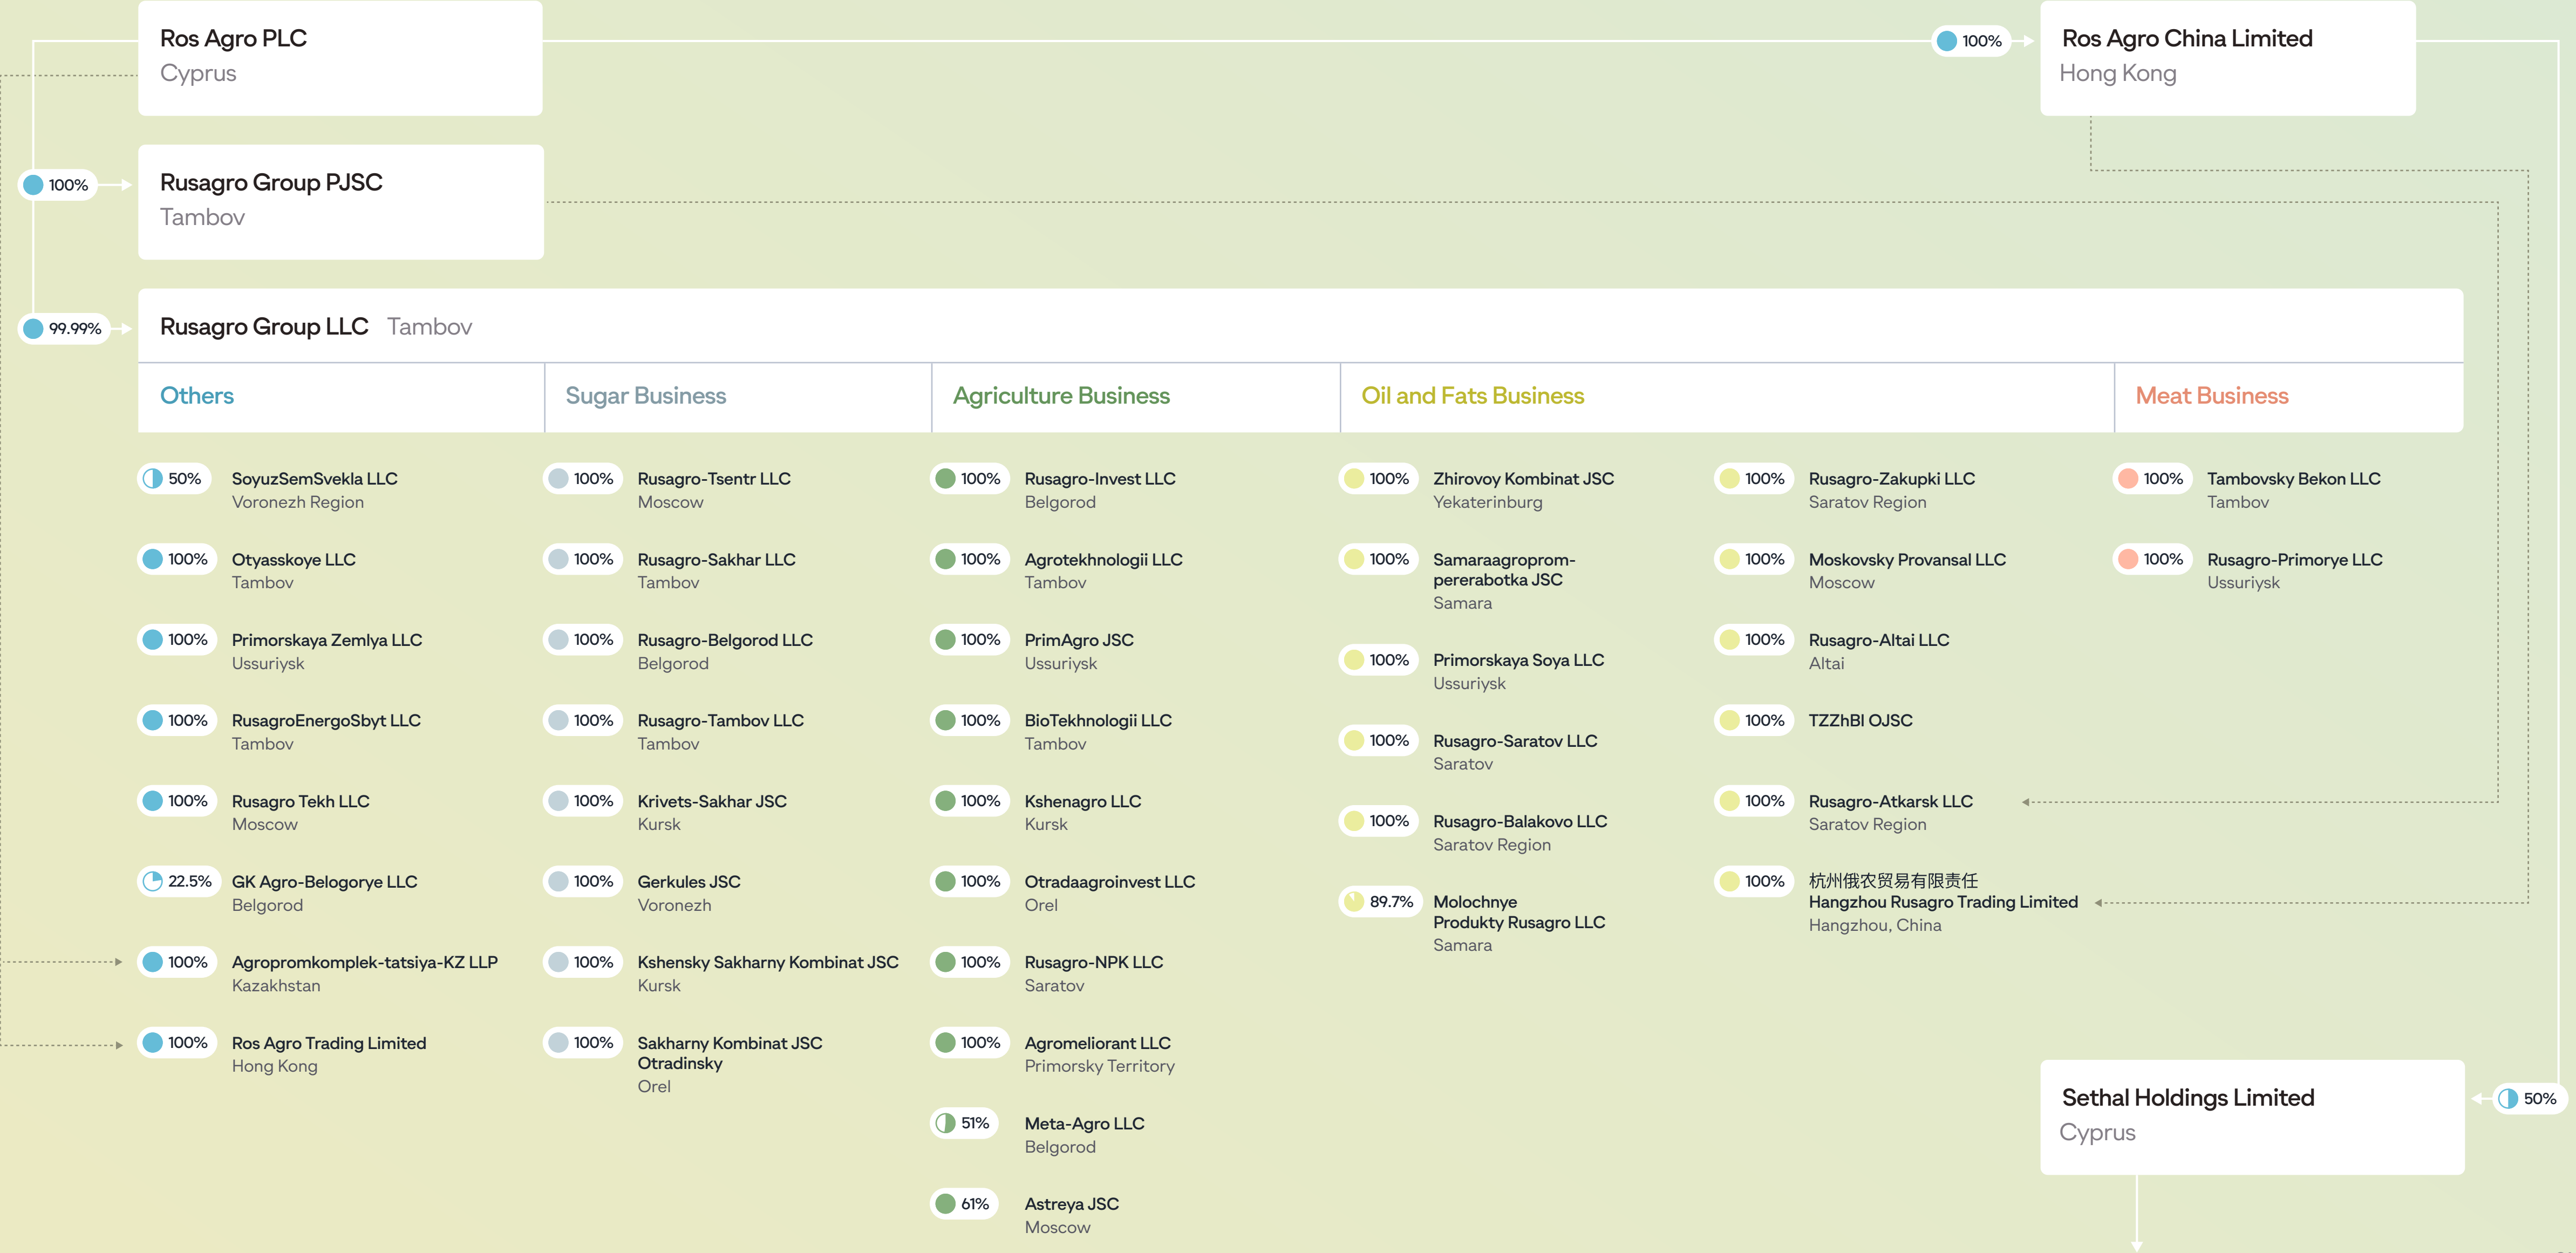 Ros Agro PLC
Cyprus
100%
Ros Agro China Limited
Hong Kong
100%
Rusagro Group PJSC
Tambov
99.99%
Rusagro Group LLC Tambov
Others
50%
SoyuzSemSvekla LLC
Voronezh Region
100%
Otyasskoye LLC
Tambov
100%
Primorskaya Zemlya LLC
Ussuriysk
100%
RusagroEnergoSbyt LLC
Tambov
100%
Rusagro Tekh LLC
Moscow
22.5%
GK Agro-Belogorye LLC
Belgorod
100%
Agropromkomplek-tatsiya-KZ LLP
Kazakhstan
100%
Ros Agro Trading Limited
Hong Kong
Sugar Business
100%
Rusagro-Tsentr LLC
Moscow
100%
Rusagro-Sakhar LLC
Tambov
100%
Rusagro-Belgorod LLC
Belgorod
100%
Rusagro-Tambov LLC
Tambov
100%
Krivets-Sakhar JSC
Kursk
100%
Gerkules JSC
Voronezh
100%
Kshensky Sakharny Kombinat JSC
Kursk
100%
Sakharny Kombinat JSC
Otradinsky
Orel
Agriculture Business
100%
Rusagro-Invest LLC
Belgorod
100%
Agrotekhnologii LLC
Tambov
100%
PrimAgro JSC
Ussuriysk
100%
BioTekhnologii LLC
Tambov
100%
Kshenagro LLC
Kursk
100%
Otradaagroinvest LLC
Orel
100%
Rusagro-NPK LLC
Saratov
100%
Agromeliorant LLC
Primorsky Territory
51%
Meta-Agro LLC
Belgorod
61%
Astreya JSC
Moscow
Oil and Fats Business
100%
Zhirovoy Kombinat JSC
Yekaterinburg
100%
Samaraagroprom-
pererabotka JSC
Samara
100%
Primorskaya Soya LLC
Ussuriysk
100%
Rusagro-Saratov LLC
Saratov
100%
Rusagro-Balakovo LLC
Saratov Region
89.7%
Molochnye
Produkty Rusagro LLC
Samara
100%
Rusagro-Zakupki LLC
Saratov Region
100%
Moskovsky Provansal LLC
Moscow
100%
Rusagro-Altai LLC
Altai
100%
TZZhBI OJSC
100%
Rusagro-Atkarsk LLC
Saratov Region
100%
杭州俄农贸易有限责任
Hangzhou Rusagro Trading Limited
Hangzhou, China
Meat Business
100%
Tambovsky Bekon LLC
Tambov
100%
Rusagro-Primorye LLC
Ussuriysk
Sethal Holdings Limited
Cyprus
50%